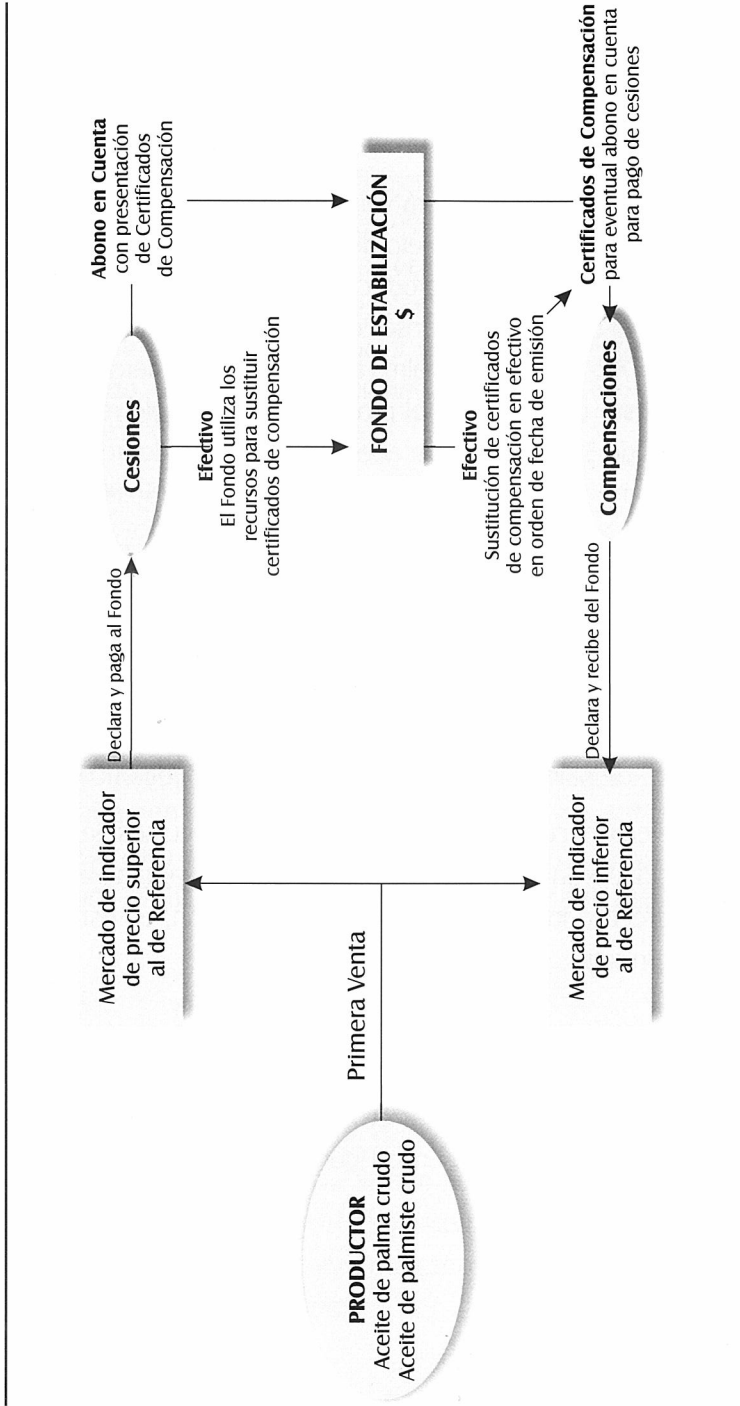 PRODUCTOR
Aceite de palma crudo
Aceite de palmiste crudo
Primera Venta
Mercado de indicador
de precio superior
al de Referencia
Declara y paga al Fondo
Cesiones
Abono en Cuenta
con presentación
de Certificados
de Compensación
Efectivo
El Fondo utiliza los
recursos para sustituir
certificados de compensación
FONDO DE ESTABILIZACIÓN
$
Efectivo
Sustitución de certificados
de compensación en efectivo
en orden de fecha de emisión
Certificados de Compensación
para eventual abono en cuenta
para pago de cesiones
Compensaciones
Declara y recibe del Fondo
Mercado de indicador
de precio inferior
al de Referencia